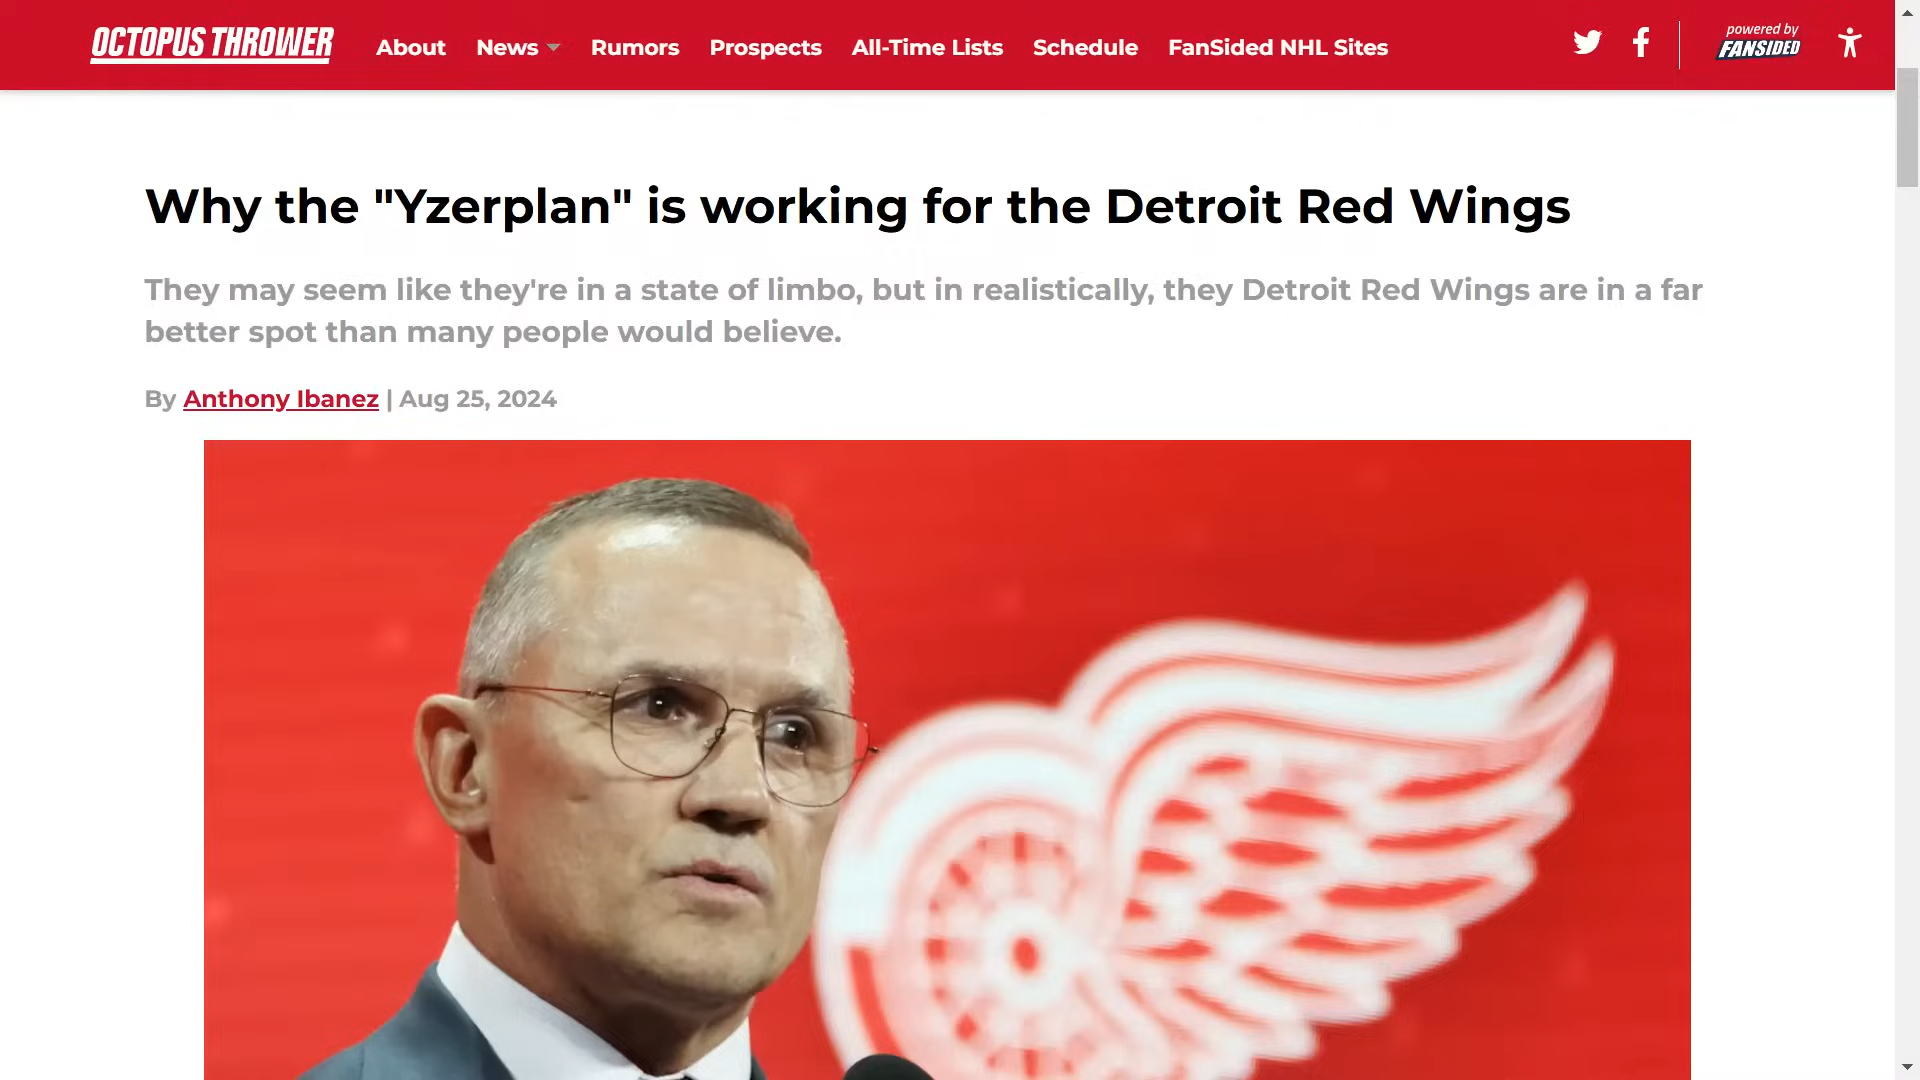 OCTOPUS THROWER
About News Rumors Prospects All-Time Lists Schedule FanSided NHL Sites
powered by
FANSIDED
Why the "Yzerplan" is working for the Detroit Red Wings
They may seem like they're in a state of limbo, but in realistically, they Detroit Red Wings are in a far
better spot than many people would believe.
By Anthony Ibanez | Aug 25, 2024